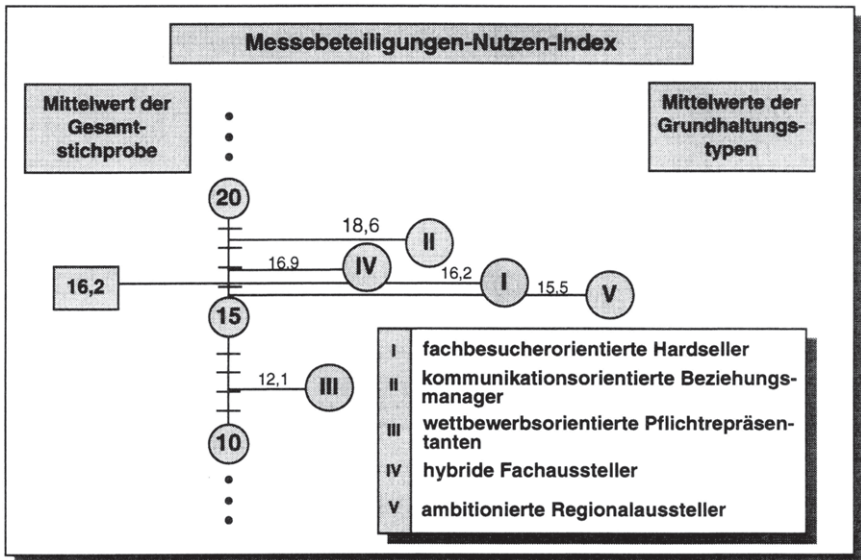 Messebeteiligungen-Nutzen-Index
Mittelwert der
Gesamt-
stichprobe
Mittelwerte der
Grundhaltungs-
typen
20
18,6
II
16,9
IV
16,2
16,2
I
15,5
V
15
12,1
III
10
I fachbesucherorientierte Hardseller
II kommunikationsorientierte Beziehungs-
manager
III wettbewerbsorientierte Pflichtrepräsen-
tanten
IV hybride Fachaussteller
V ambitionierte Regionalaussteller